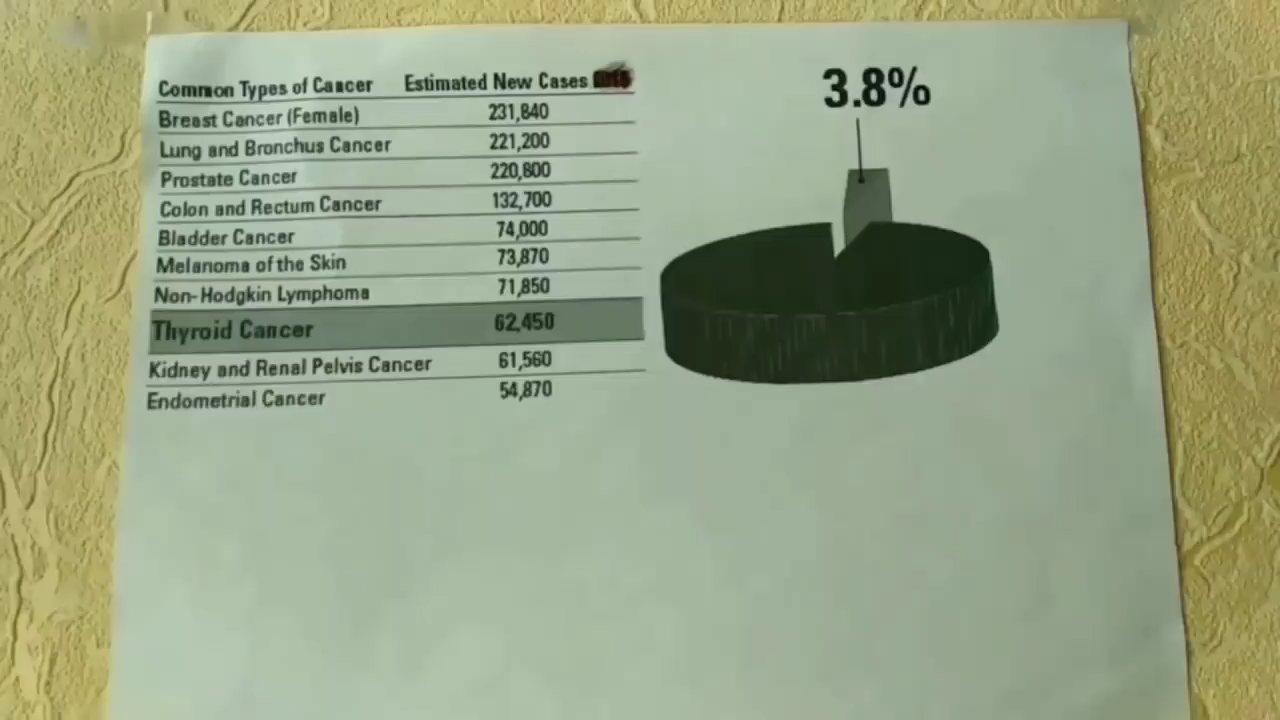 Common Types of Cancer Estimated New Cases
Breast Cancer (Female) 231,840
Lung and Bronchus Cancer 221,200
Prostate Cancer 220,800
Colon and Rectum Cancer 132,700
Bladder Cancer 74,000
Melanoma of the Skin 73,870
Non-Hodgkin Lymphoma 71,850
Thyroid Cancer 62,450
Kidney and Renal Pelvis Cancer 61,560
Endometrial Cancer 54,870
3.8%